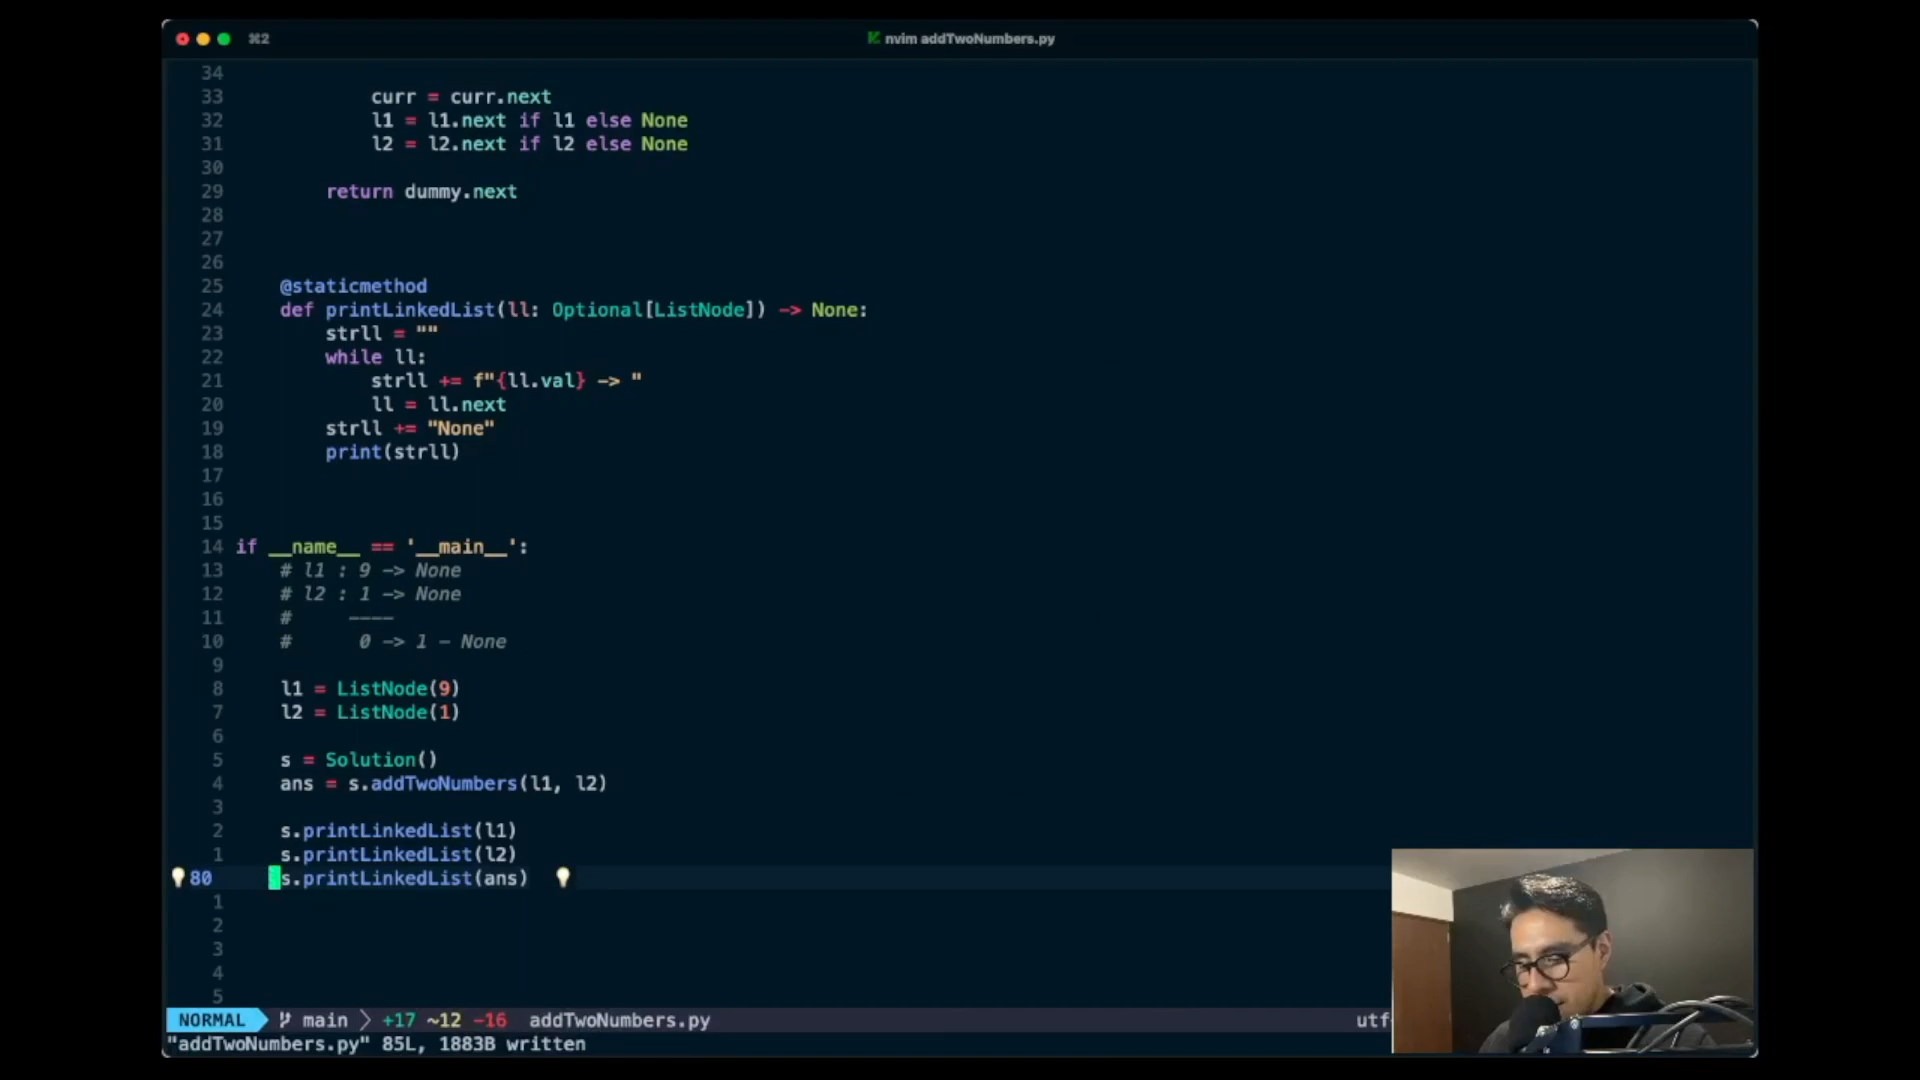 ⌘2
nvim addTwoNumbers.py
34
33 curr = curr.next
32 l1 = l1.next if l1 else None
31 l2 = l2.next if l2 else None
30
29 return dummy.next
28
27
26
25 @staticmethod
24 def printLinkedList(ll: Optional[ListNode]) -> None:
23 strll = ""
22 while ll:
21 strll += f"{ll.val} -> "
20 ll = ll.next
19 strll += "None"
18 print(strll)
17
16
15
14 if __name__ == '__main__':
13 # l1 : 9 -> None
12 # l2 : 1 -> None
11 # ----
10 # 0 -> 1 - None
9
8 l1 = ListNode(9)
7 l2 = ListNode(1)
6
5 s = Solution()
4 ans = s.addTwoNumbers(l1, l2)
3
2 s.printLinkedList(l1)
1 s.printLinkedList(l2)
80 s.printLinkedList(ans)
1
2
3
4
5
NORMAL main +17 ~12 -16 addTwoNumbers.py utf
"addTwoNumbers.py" 85L, 1883B written